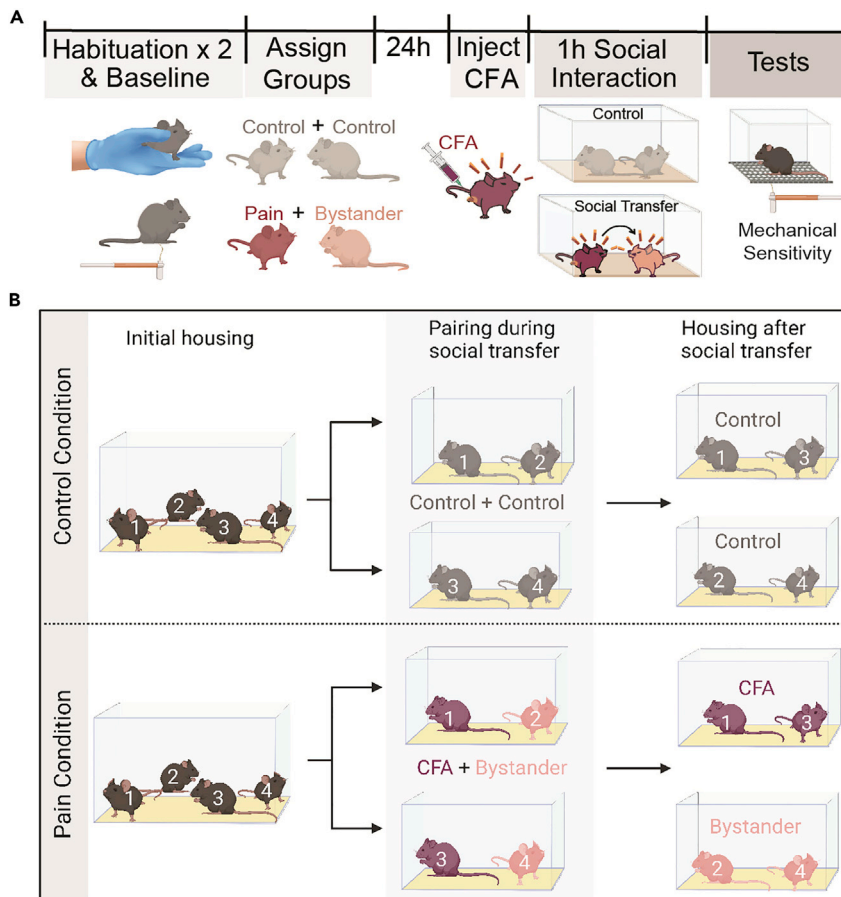 A
Habituation x 2
& Baseline
Assign
Groups
24h
Inject
CFA
1h Social
Interaction
Tests
Control + Control
Pain + Bystander
CFA
Control
Social Transfer
Mechanical
Sensitivity
B
Initial housing
Pairing during
social transfer
Housing after
social transfer
Control Condition
1
2
3
4
1
2
Control + Control
3
4
Control
1
3
Control
2
4
Pain Condition
1
2
3
4
1
2
CFA + Bystander
3
4
CFA
1
3
Bystander
2
4